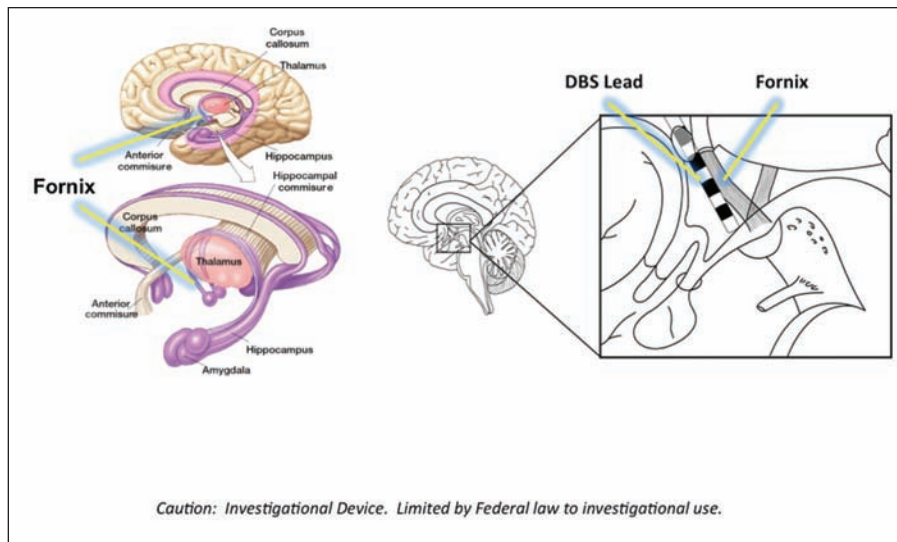 Corpus
callosum
Thalamus
Anterior
commisure
Hippocampus
Fornix
Hippocampal
commisure
Corpus
callosum
Thalamus
Anterior
commisure
Hippocampus
Amygdala
DBS Lead
Fornix
Caution: Investigational Device. Limited by Federal law to investigational use.